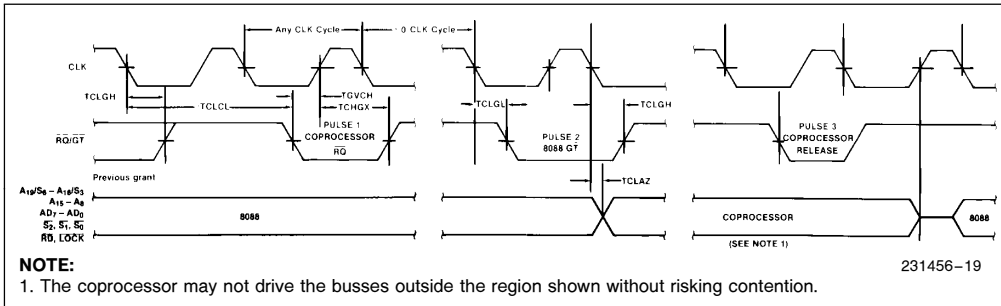 Any CLK Cycle
0 CLK Cycle
CLK
TCLGH
TCLCL
TGVCH
TCHGX
TCLGL
TCLGH
RQ/GT
PULSE 1
COPROCESSOR
RQ
PULSE 2
8088 GT
PULSE 3
COPROCESSOR
RELEASE
Previous grant
TCLAZ
A19/S6 – A16/S3
A15 – A8
AD7 – AD0
S2, S1, S0
RD, LOCK
8088
COPROCESSOR
8088
(SEE NOTE 1)
NOTE:
231456–19
1. The coprocessor may not drive the busses outside the region shown without risking contention.